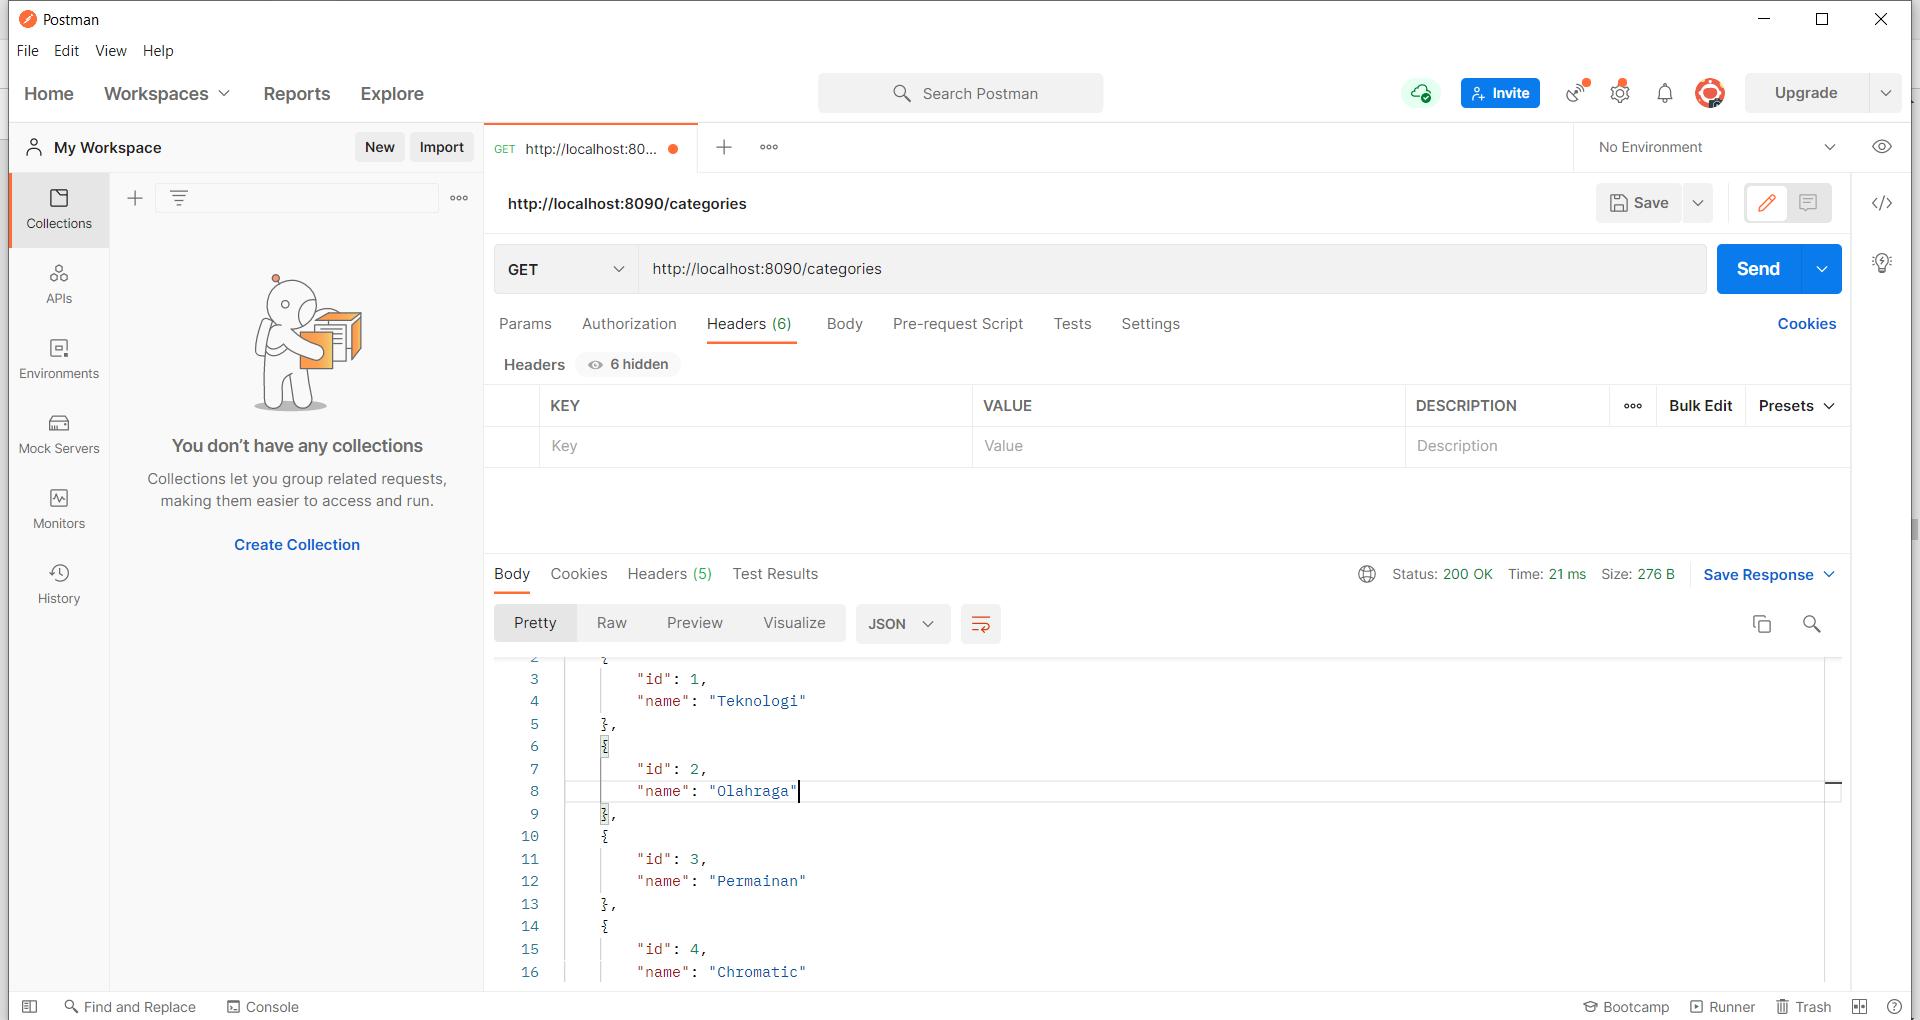 Postman
File Edit View Help
Home Workspaces Reports Explore
Search Postman
Invite
Upgrade
My Workspace
New Import
GET http://localhost:80...
No Environment
Collections
APIs
Environments
Mock Servers
Monitors
History
You don’t have any collections
Collections let you group related requests,
making them easier to access and run.
Create Collection
http://localhost:8090/categories
Save
GET http://localhost:8090/categories
Send
Params Authorization Headers (6) Body Pre-request Script Tests Settings
Cookies
Headers 6 hidden
KEY VALUE DESCRIPTION Bulk Edit Presets
Key Value Description
Body Cookies Headers (5) Test Results
Status: 200 OK Time: 21 ms Size: 276 B Save Response
Pretty Raw Preview Visualize JSON
2 {
3 "id": 1,
4 "name": "Teknologi"
5 },
6 {
7 "id": 2,
8 "name": "Olahraga"
9 },
10 {
11 "id": 3,
12 "name": "Permainan"
13 },
14 {
15 "id": 4,
16 "name": "Chromatic"
Find and Replace Console
Bootcamp Runner Trash